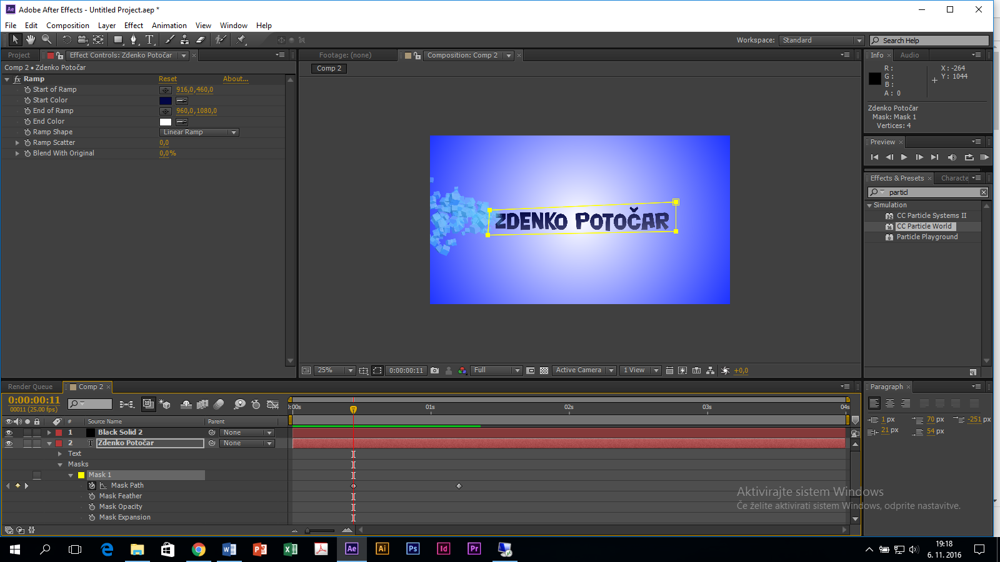 Adobe After Effects - Untitled Project.aep *
File Edit Composition Layer Effect Animation View Window Help
Workspace: Standard Search Help
Project Effect Controls: Zdenko Potočar
Comp 2 • Zdenko Potočar
fx Ramp Reset About...
Start of Ramp 916,0,460,0
Start Color
End of Ramp 960,0,1080,0
End Color
Ramp Shape Linear Ramp
Ramp Scatter 0,0
Blend With Original 0,0%
Footage: (none) Composition: Comp 2
Comp 2
ZDENKO POTOČAR
25% 0:00:00:11 Full Active Camera 1 View +0,0
Info Audio
R :
G :
B :
A : 0
X : -264
Y : 1044
Zdenko Potočar
Mask: Mask 1
Vertices: 4
Preview
Effects & Presets Characte
particl
Simulation
CC Particle Systems II
CC Particle World
Particle Playground
Paragraph
1 px 70 px -251 px
21 px 54 px
Render Queue Comp 2
0:00:00:11
00011 (25.00 fps)
# Source Name Parent
1 Black Solid 2 None
2 T Zdenko Potočar None
Text
Masks
Mask 1
Mask Path
Mask Feather
Mask Opacity
Mask Expansion
0:00s 01s 02s 03s 04s
Aktivirajte sistem Windows
Če želite aktivirati sistem Windows, odprite nastavitve.
19:18
6. 11. 2016